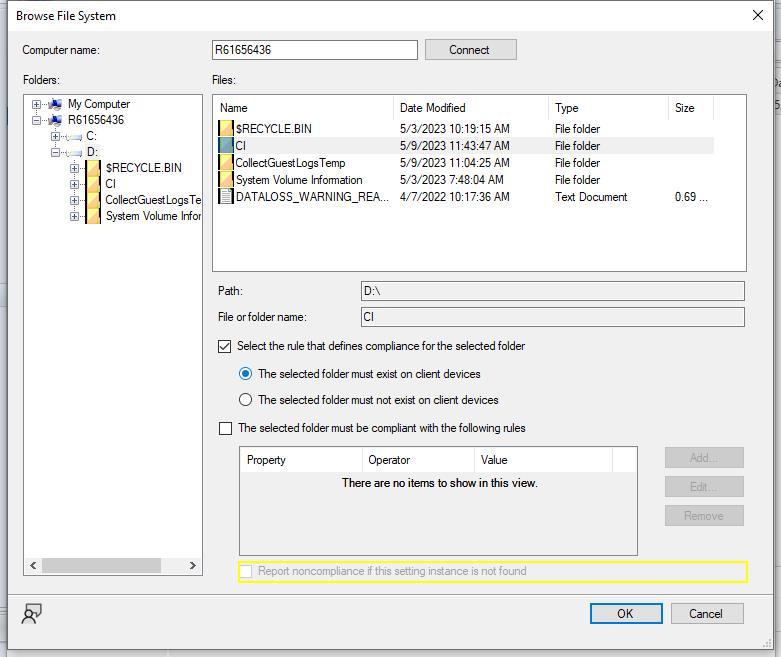 Browse File System
Computer name: R61656436 Connect
Folders: Files:
My Computer
R61656436
C:
D:
$RECYCLE.BIN
CI
CollectGuestLogsTe
System Volume Infor
Name Date Modified Type Size
$RECYCLE.BIN 5/3/2023 10:19:15 AM File folder
CI 5/9/2023 11:43:47 AM File folder
CollectGuestLogsTemp 5/9/2023 11:04:25 AM File folder
System Volume Information 5/3/2023 7:48:04 AM File folder
DATALOSS_WARNING_REA... 4/7/2022 10:17:36 AM Text Document 0.69 ...
Path: D:\
File or folder name: CI
Select the rule that defines compliance for the selected folder
The selected folder must exist on client devices
The selected folder must not exist on client devices
The selected folder must be compliant with the following rules
Property Operator Value
There are no items to show in this view.
Add...
Edit...
Remove
Report noncompliance if this setting instance is not found
OK Cancel